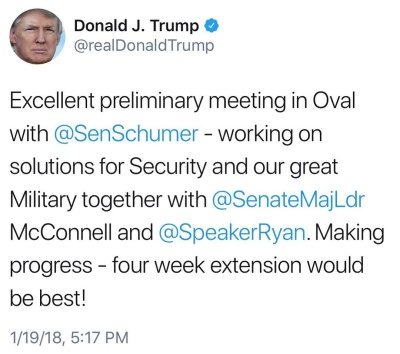 Donald J. Trump
@realDonaldTrump
Excellent preliminary meeting in Oval
with @SenSchumer - working on
solutions for Security and our great
Military together with @SenateMajLdr
McConnell and @SpeakerRyan. Making
progress - four week extension would
be best!
1/19/18, 5:17 PM